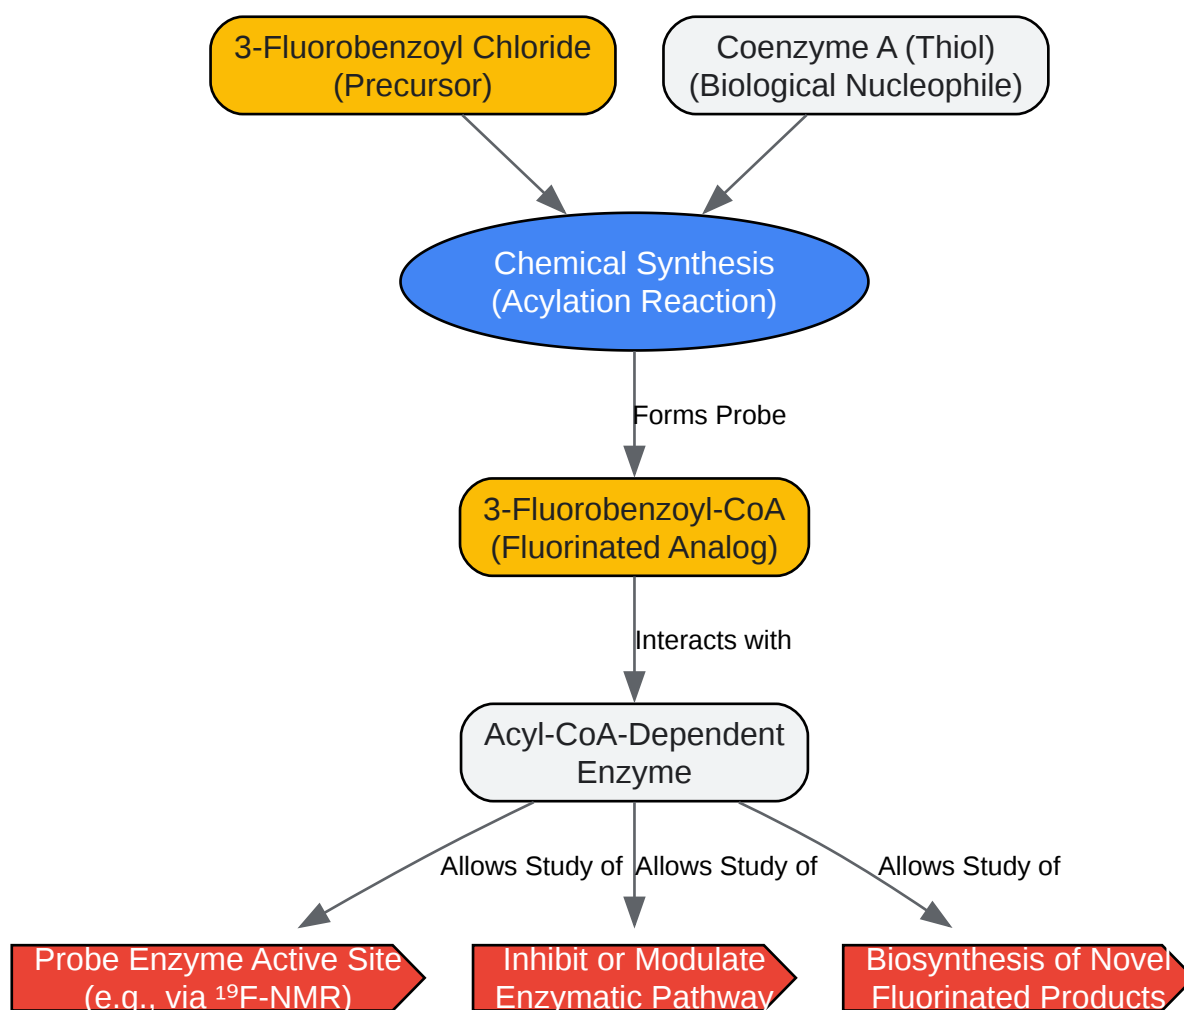 3-Fluorobenzoyl Chloride
(Precursor)
Coenzyme A (Thiol)
(Biological Nucleophile)
Chemical Synthesis
(Acylation Reaction)
Forms Probe
3-Fluorobenzoyl-CoA
(Fluorinated Analog)
Interacts with
Acyl-CoA-Dependent
Enzyme
Allows Study of
Allows Study of
Allows Study of
Probe Enzyme Active Site
(e.g., via ¹⁹F-NMR)
Inhibit or Modulate
Enzymatic Pathway
Biosynthesis of Novel
Fluorinated Products